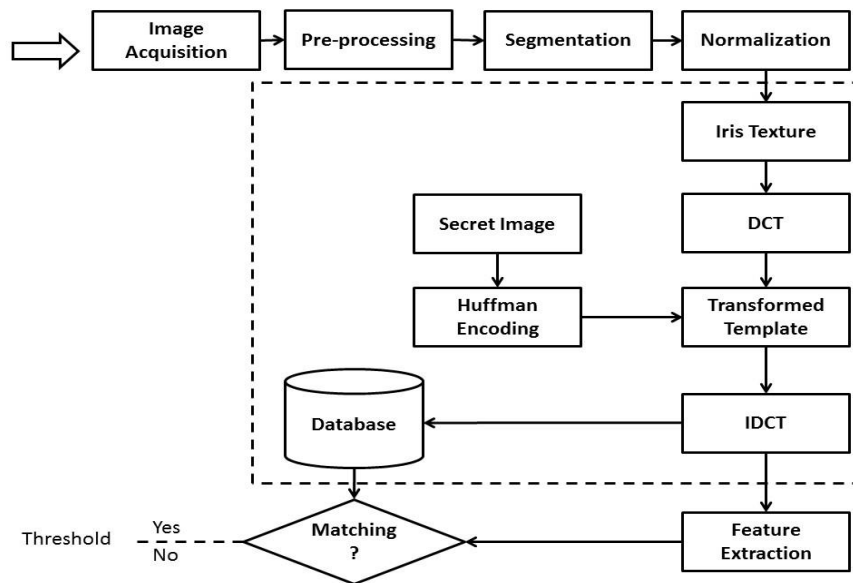 Image
Acquisition
Pre-processing
Segmentation
Normalization
Iris Texture
Secret Image
DCT
Huffman
Encoding
Transformed
Template
Database
IDCT
Threshold
Yes
No
Matching
?
Feature
Extraction